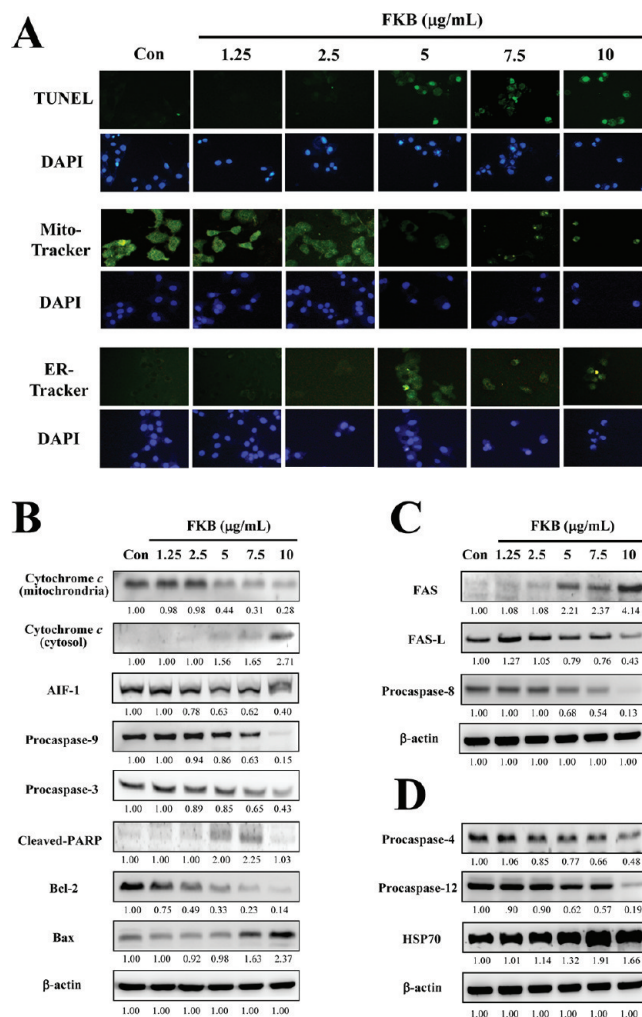 A
FKB (µg/mL)
Con 1.25 2.5 5 7.5 10
TUNEL
DAPI
Mito-
Tracker
DAPI
ER-
Tracker
DAPI
B
FKB (µg/mL)
Con 1.25 2.5 5 7.5 10
Cytochrome c
(mitochrondria)
1.00 0.98 0.98 0.44 0.31 0.28
Cytochrome c
(cytosol)
1.00 1.00 1.00 1.56 1.65 2.71
AIF-1
1.00 1.00 0.78 0.63 0.62 0.40
Procaspase-9
1.00 1.00 0.94 0.86 0.63 0.15
Procaspase-3
1.00 1.00 0.89 0.85 0.65 0.43
Cleaved-PARP
1.00 1.00 1.00 2.00 2.25 1.03
Bcl-2
1.00 0.75 0.49 0.33 0.23 0.14
Bax
1.00 1.00 0.92 0.98 1.63 2.37
β-actin
1.00 1.00 1.00 1.00 1.00 1.00
C
FKB (µg/mL)
Con 1.25 2.5 5 7.5 10
FAS
1.00 1.08 1.08 2.21 2.37 4.14
FAS-L
1.00 1.27 1.05 0.79 0.76 0.43
Procaspase-8
1.00 1.00 1.00 0.68 0.54 0.13
β-actin
1.00 1.00 1.00 1.00 1.00 1.00
D
Procaspase-4
1.00 1.06 0.85 0.77 0.66 0.48
Procaspase-12
1.00 .90 0.90 0.62 0.57 0.19
HSP70
1.00 1.01 1.14 1.32 1.91 1.66
β-actin
1.00 1.00 1.00 1.00 1.00 1.00